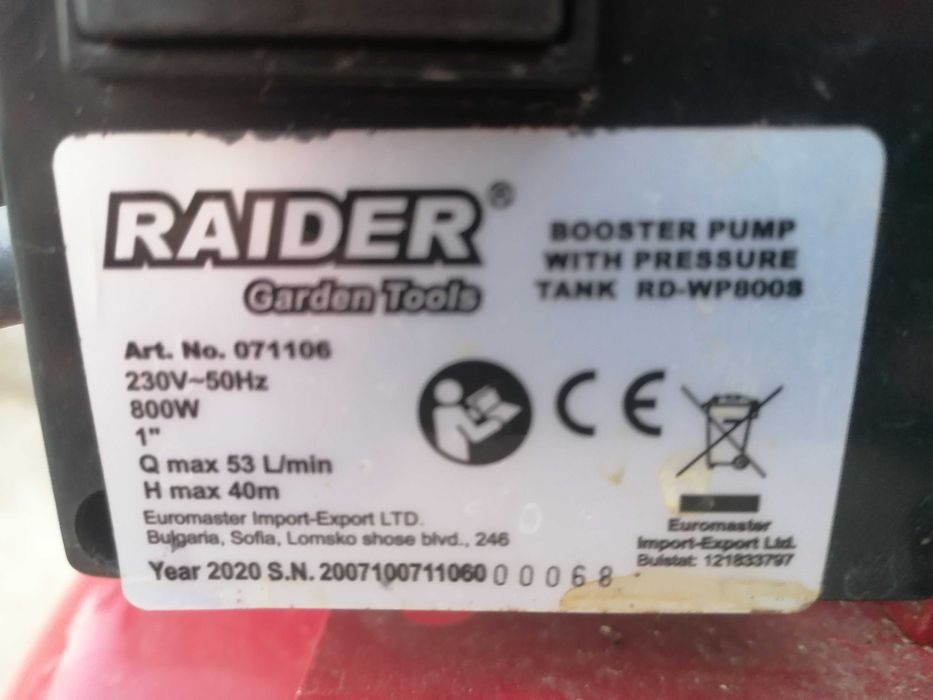 RAIDER®
Garden Tools
BOOSTER PUMP
WITH PRESSURE
TANK RD-WP800S
Art. No. 071106
230V~50Hz
800W
1"
Q max 53 L/min
H max 40m
Euromaster Import-Export LTD.
Bulgaria, Sofia, Lomsko shose blvd., 246
Year 2020 S.N. 200710071106000068
CE
Euromaster
Import-Export Ltd.
Bulstat: 121833797